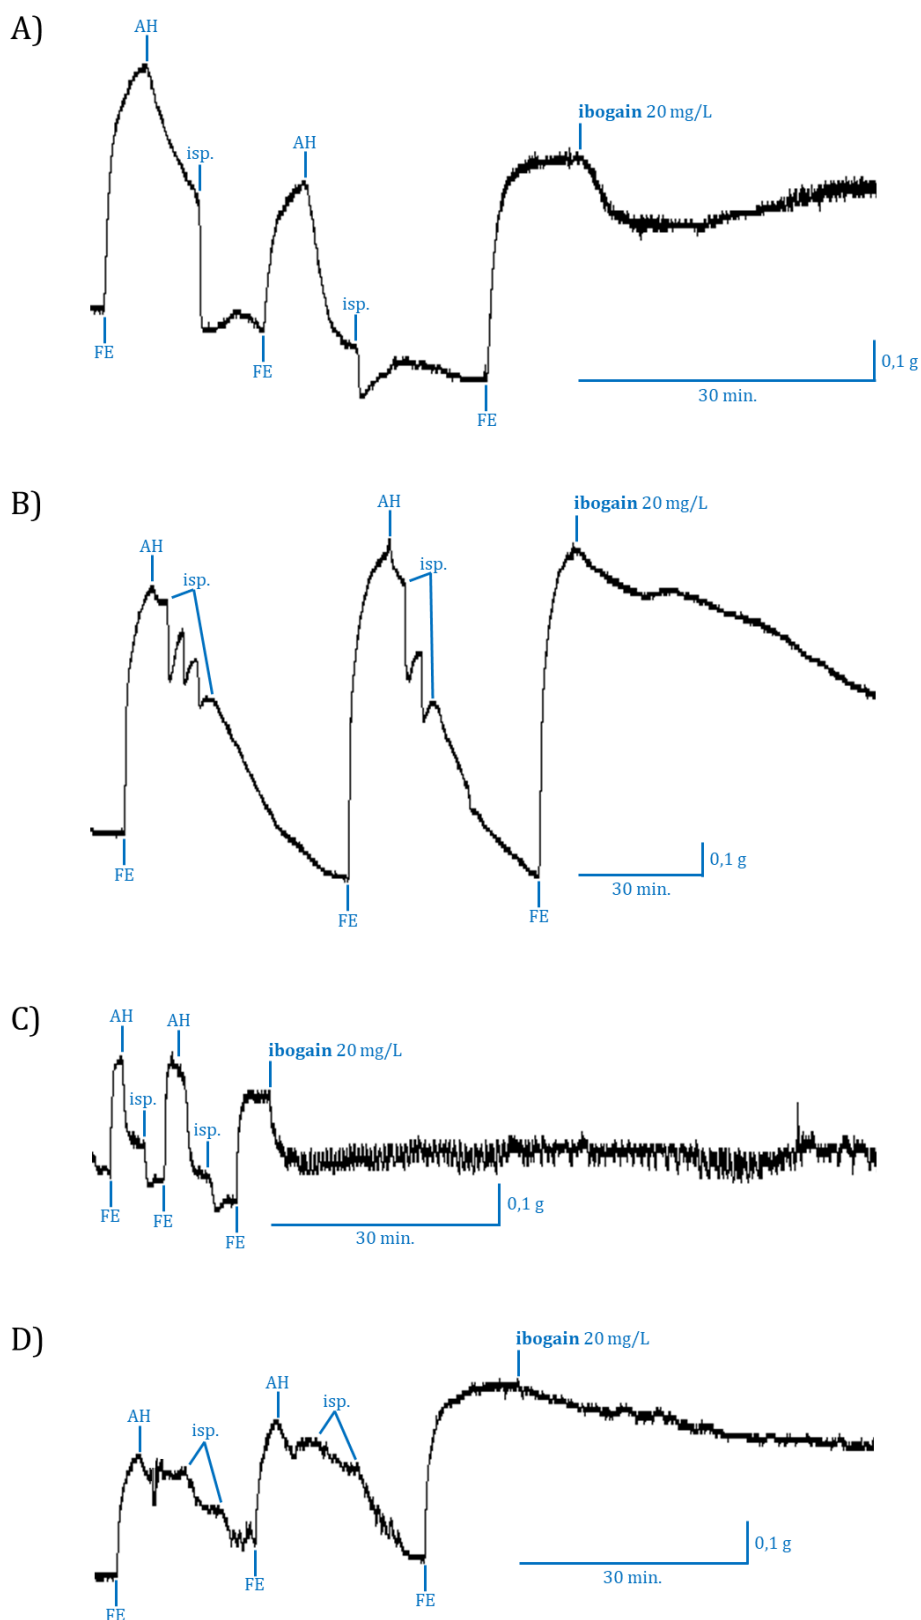 A)
AH
ibogain 20 mg/L
AH
isp.
isp.
0,1 g
FE
FE
30 min.
FE
B)
AH
ibogain 20 mg/L
AH
isp.
isp.
0,1 g
FE
30 min.
FE
FE
C)
AH
AH
ibogain 20 mg/L
isp.
isp.
0,1 g
FE
FE
FE
30 min.
D)
ibogain 20 mg/L
AH
isp.
AH
isp.
0,1 g
30 min.
FE
FE
FE